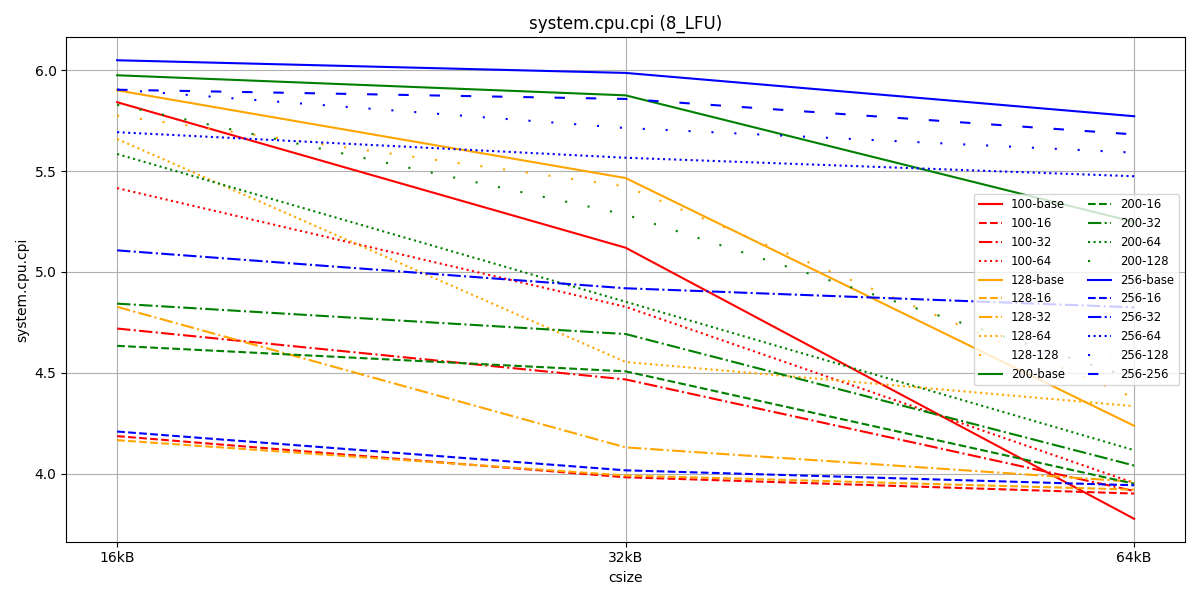 system.cpu.cpi (8_LFU)
system.cpu.cpi
6.0
5.5
5.0
4.5
4.0
16kB
32kB
64kB
csize
100-base
100-16
100-32
100-64
128-base
128-16
128-32
128-64
128-128
200-base
200-16
200-32
200-64
200-128
256-base
256-16
256-32
256-64
256-128
256-256